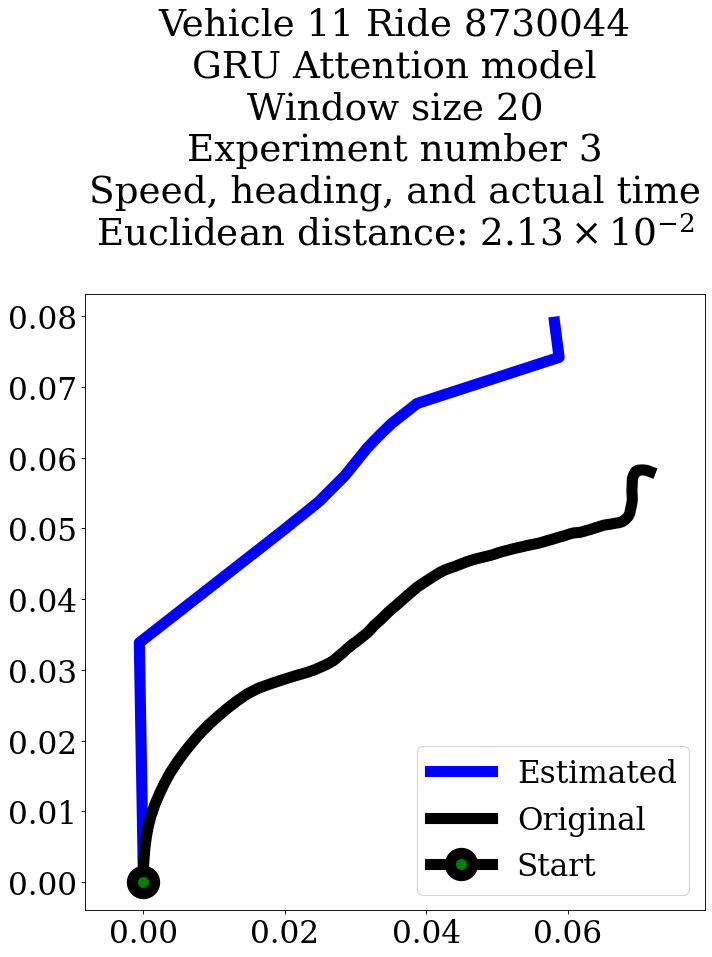 Vehicle 11 Ride 8730044
GRU Attention model
Window size 20
Experiment number 3
Speed, heading, and actual time
Euclidean distance: 2.13 × 10⁻²
0.08
0.07
0.06
0.05
0.04
0.03
0.02
0.01
0.00
Estimated
Original
Start
0.00 0.02 0.04 0.06